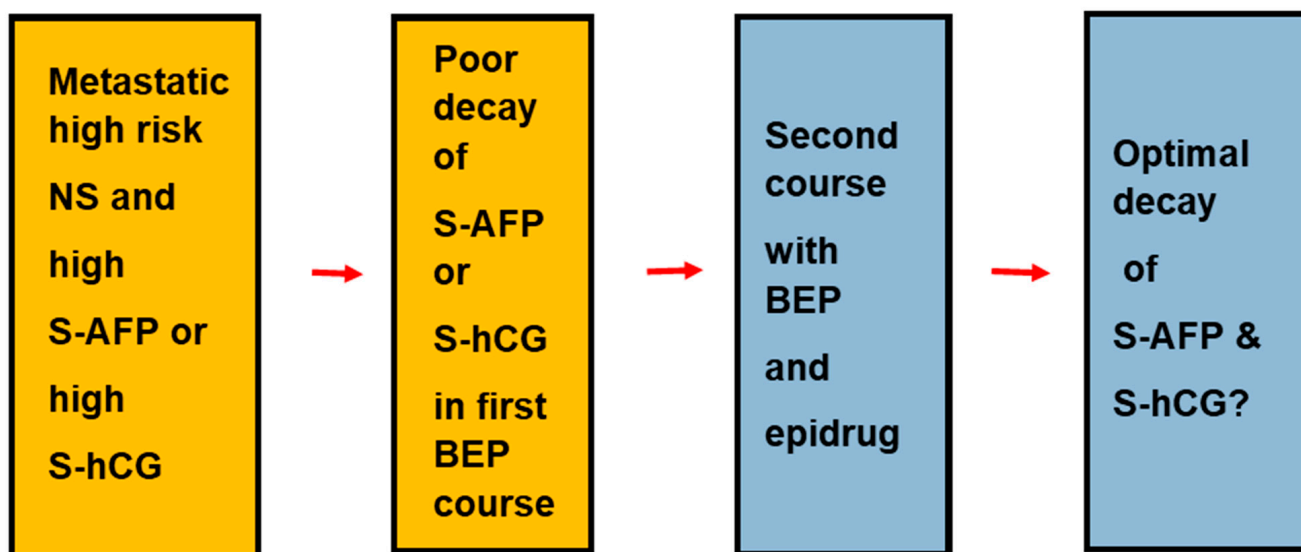 Metastatic
high risk
NS and
high
S-AFP or
high
S-hCG
Poor
decay
of
S-AFP
or
S-hCG
in first
BEP
course
Second
course
with
BEP
and
epidrug
Optimal
decay
of
S-AFP &
S-hCG?